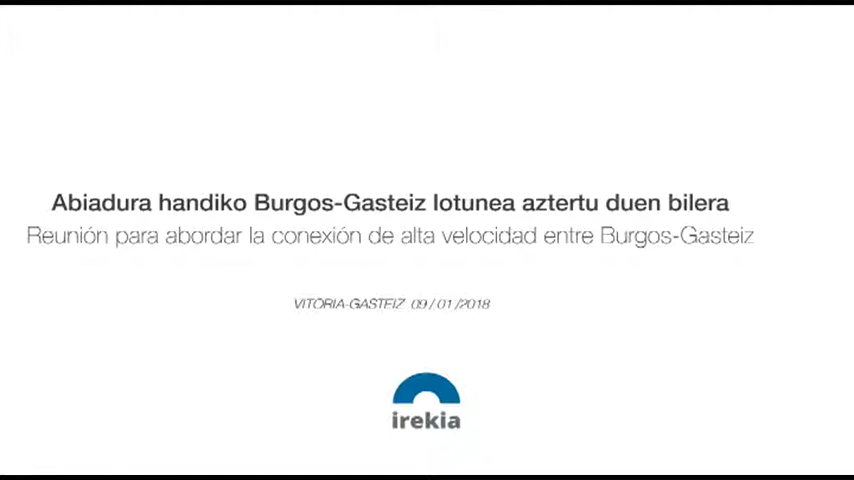 Abiadura handiko Burgos-Gasteiz lotunea aztertu duen bilera
Reunión para abordar la conexión de alta velocidad entre Burgos-Gasteiz
VITORIA-GASTEIZ 09/01/2018
irekia